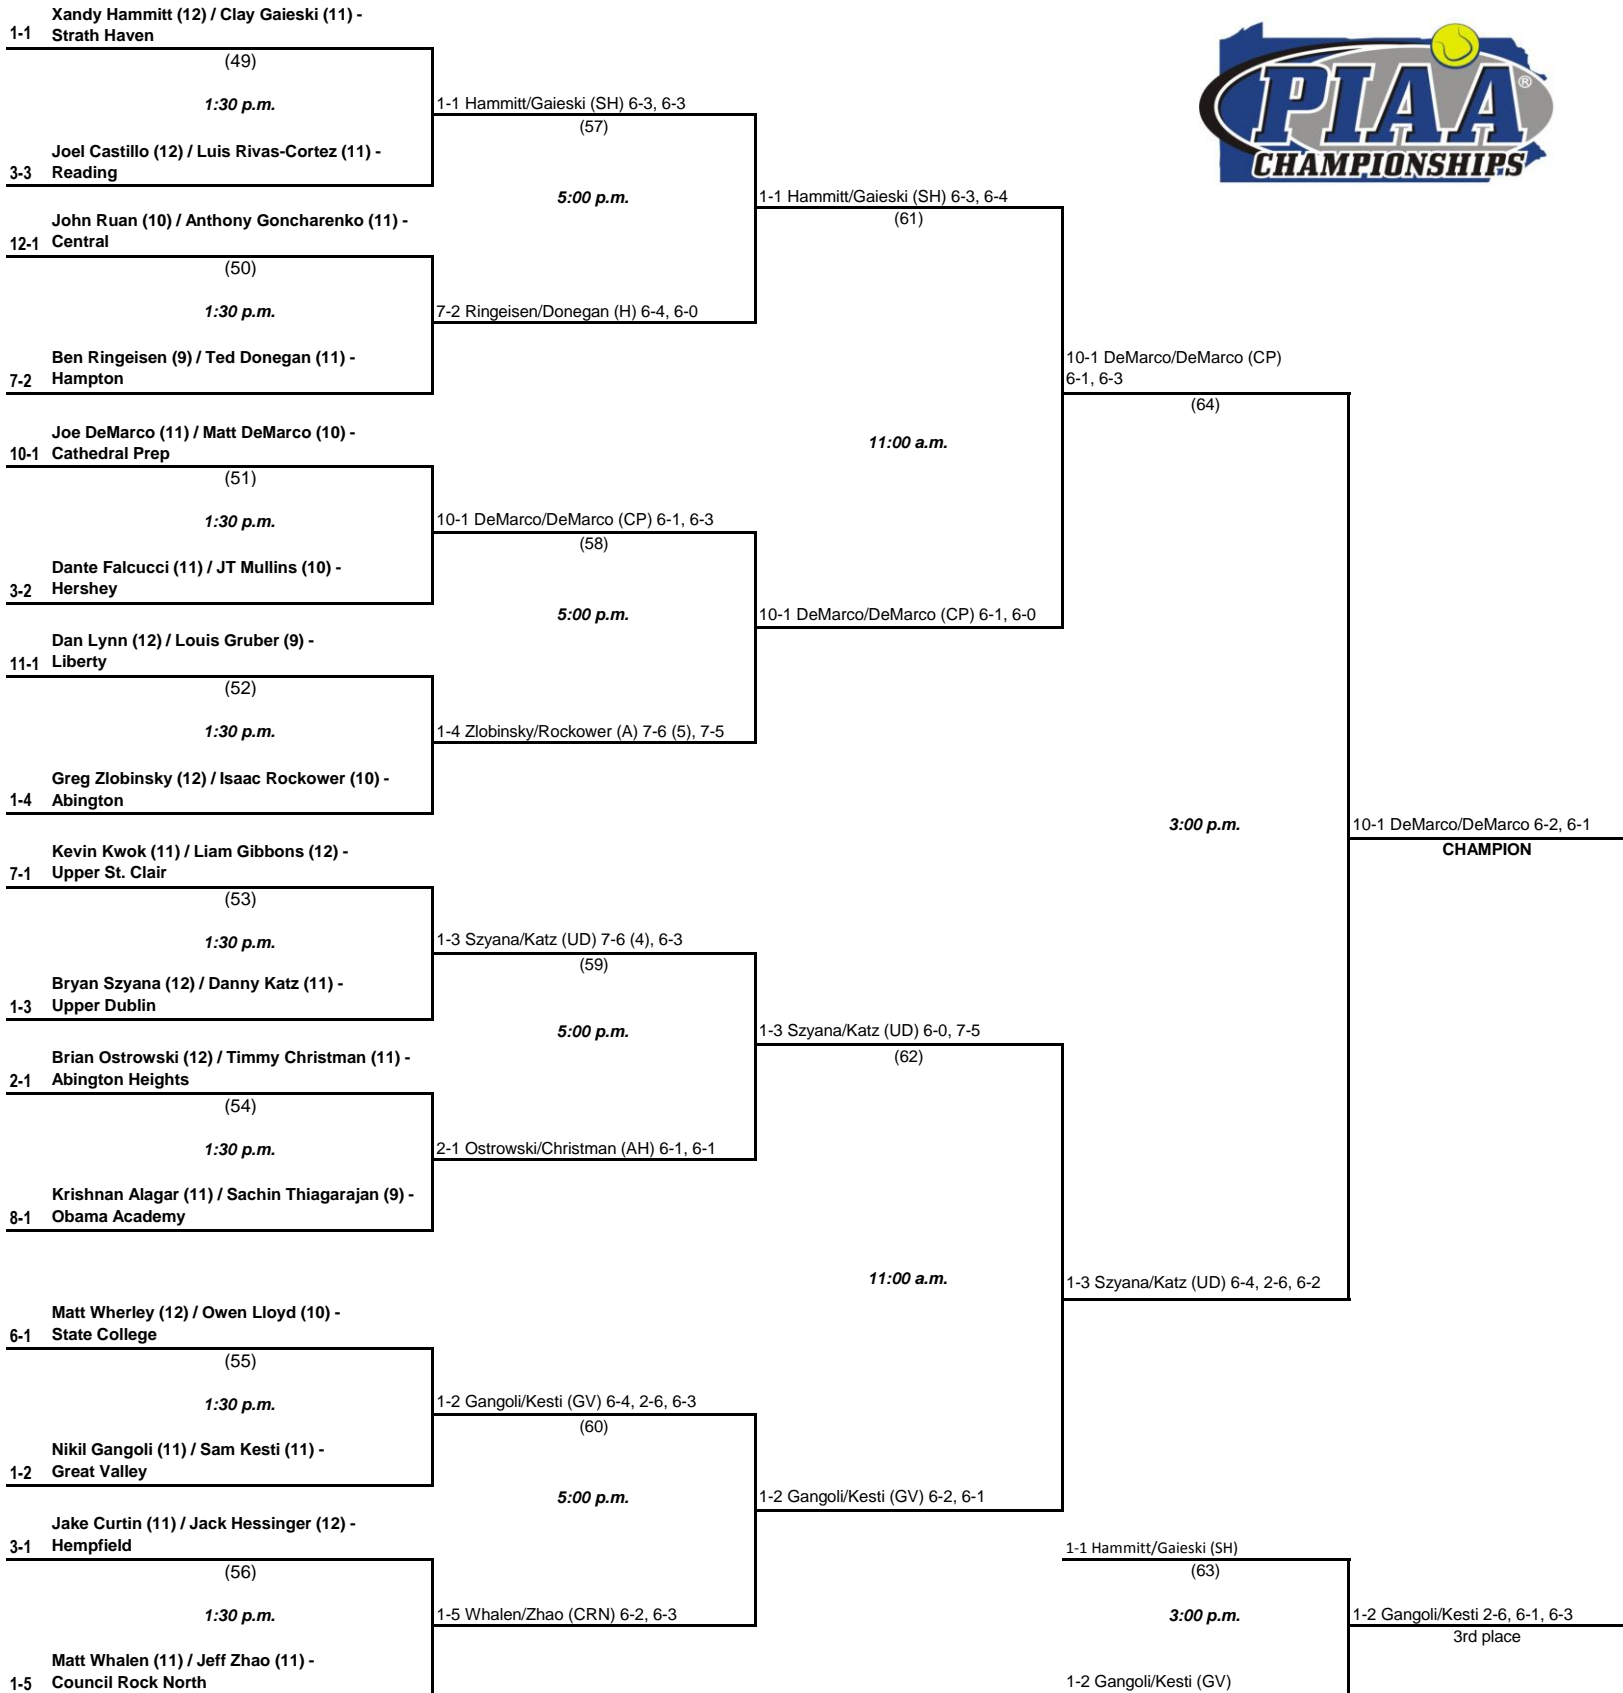 Xandy Hammitt (12) / Clay Gaieski (11) -
1-1 Strath Haven
(49)
1:30 p.m.
Joel Castillo (12) / Luis Rivas-Cortez (11) -
3-3 Reading
John Ruan (10) / Anthony Goncharenko (11) -
12-1 Central
(50)
1:30 p.m.
Ben Ringeisen (9) / Ted Donegan (11) -
7-2 Hampton
Joe DeMarco (11) / Matt DeMarco (10) -
10-1 Cathedral Prep
(51)
1:30 p.m.
Dante Falcucci (11) / JT Mullins (10) -
3-2 Hershey
Dan Lynn (12) / Louis Gruber (9) -
11-1 Liberty
(52)
1:30 p.m.
Greg Zlobinsky (12) / Isaac Rockower (10) -
1-4 Abington
Kevin Kwok (11) / Liam Gibbons (12) -
7-1 Upper St. Clair
(53)
1:30 p.m.
Bryan Szyana (12) / Danny Katz (11) -
1-3 Upper Dublin
Brian Ostrowski (12) / Timmy Christman (11) -
2-1 Abington Heights
(54)
1:30 p.m.
Krishnan Alagar (11) / Sachin Thiagarajan (9) -
8-1 Obama Academy
Matt Wherley (12) / Owen Lloyd (10) -
6-1 State College
(55)
1:30 p.m.
Nikil Gangoli (11) / Sam Kesti (11) -
1-2 Great Valley
Jake Curtin (11) / Jack Hessinger (12) -
3-1 Hempfield
(56)
1:30 p.m.
Matt Whalen (11) / Jeff Zhao (11) -
1-5 Council Rock North
1-1 Hammitt/Gaieski (SH) 6-3, 6-3
(57)
5:00 p.m.
7-2 Ringeisen/Donegan (H) 6-4, 6-0
10-1 DeMarco/DeMarco (CP) 6-1, 6-3
(58)
5:00 p.m.
1-4 Zlobinsky/Rockower (A) 7-6 (5), 7-5
1-3 Szyana/Katz (UD) 7-6 (4), 6-3
(59)
5:00 p.m.
2-1 Ostrowski/Christman (AH) 6-1, 6-1
1-2 Gangoli/Kesti (GV) 6-4, 2-6, 6-3
(60)
5:00 p.m.
1-5 Whalen/Zhao (CRN) 6-2, 6-3
1-1 Hammitt/Gaieski (SH) 6-3, 6-4
(61)
11:00 a.m.
10-1 DeMarco/DeMarco (CP) 6-1, 6-0
1-3 Szyana/Katz (UD) 6-0, 7-5
(62)
11:00 a.m.
1-2 Gangoli/Kesti (GV) 6-2, 6-1
PIAA®
CHAMPIONSHIPS
10-1 DeMarco/DeMarco (CP)
6-1, 6-3
(64)
3:00 p.m.
1-3 Szyana/Katz (UD) 6-4, 2-6, 6-2
10-1 DeMarco/DeMarco 6-2, 6-1
CHAMPION
1-1 Hammitt/Gaieski (SH)
(63)
3:00 p.m.
1-2 Gangoli/Kesti (GV)
1-2 Gangoli/Kesti 2-6, 6-1, 6-3
3rd place